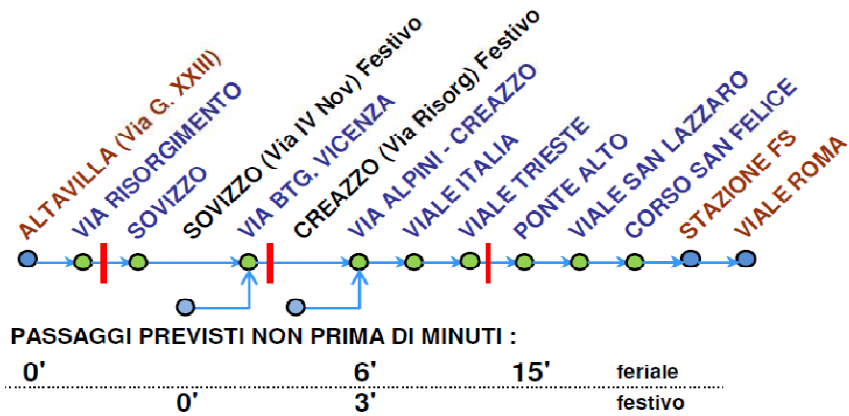 ALTAVILLA (Via G. XXIII)
VIA RISORGIMENTO
SOVIZZO
SOVIZZO (Via IV Nov) Festivo
VIA BTG. VICENZA
CREAZZO (Via Risorg) Festivo
VIA ALPINI - CREAZZO
VIALE ITALIA
VIALE TRIESTE
PONTE ALTO
VIALE SAN LAZZARO
CORSO SAN FELICE
STAZIONE FS
VIALE ROMA
PASSAGGI PREVISTI NON PRIMA DI MINUTI :
0' 6' 15' feriale
0' 3' festivo